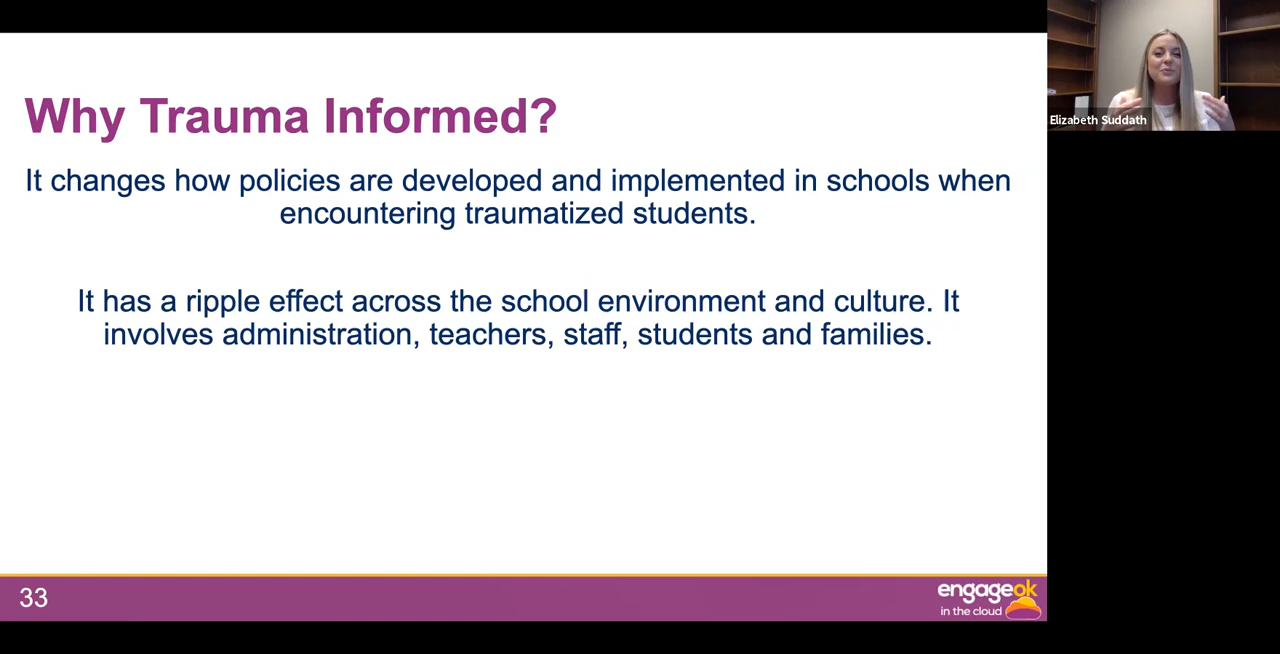 Why Trauma Informed?
It changes how policies are developed and implemented in schools when
encountering traumatized students.
It has a ripple effect across the school environment and culture. It
involves administration, teachers, staff, students and families.
33
engageok
in the cloud
Elizabeth Suddath